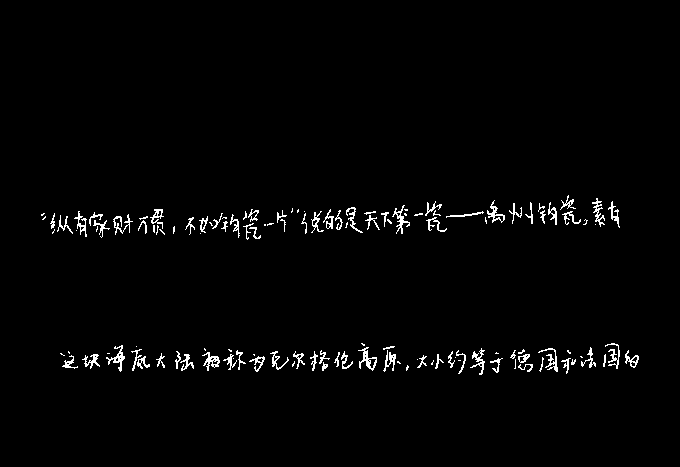 “纵有家财万贯，不如钧瓷一片”说的是天下第一瓷——禹州钧瓷。素有
这块海底大陆被称为克尔格伦高原，大小约等于德国和法国的